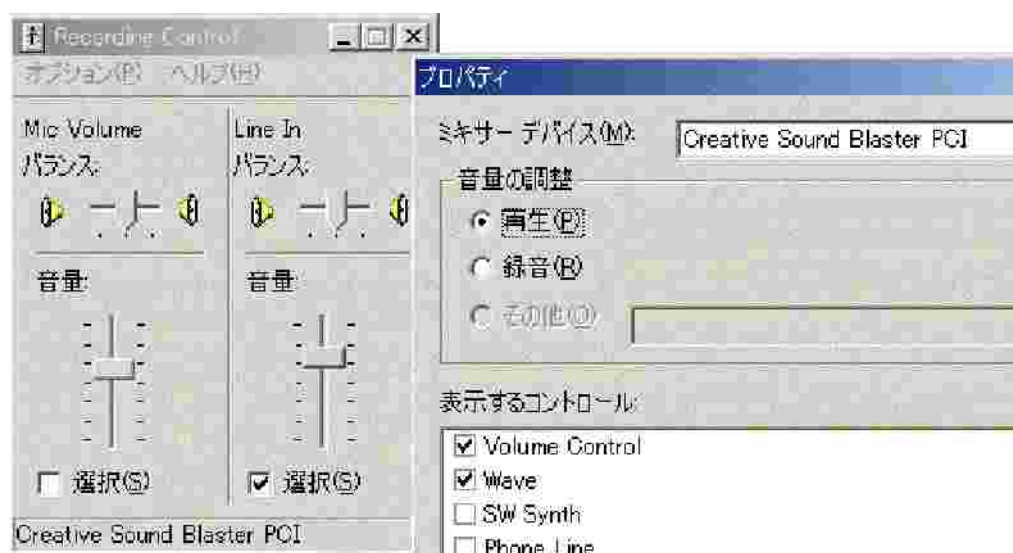 Recording Control
オプション(P) ヘルプ(H)
Mic Volume
バランス:
音量:
選択(S)
Line In
バランス:
音量:
選択(S)
Creative Sound Blaster PCI
プロパティ
ミキサー デバイス(M):
Creative Sound Blaster PCI
音量の調整
再生(P)
録音(R)
その他(O)
表示するコントロール:
Volume Control
Wave
SW Synth
Phone Line